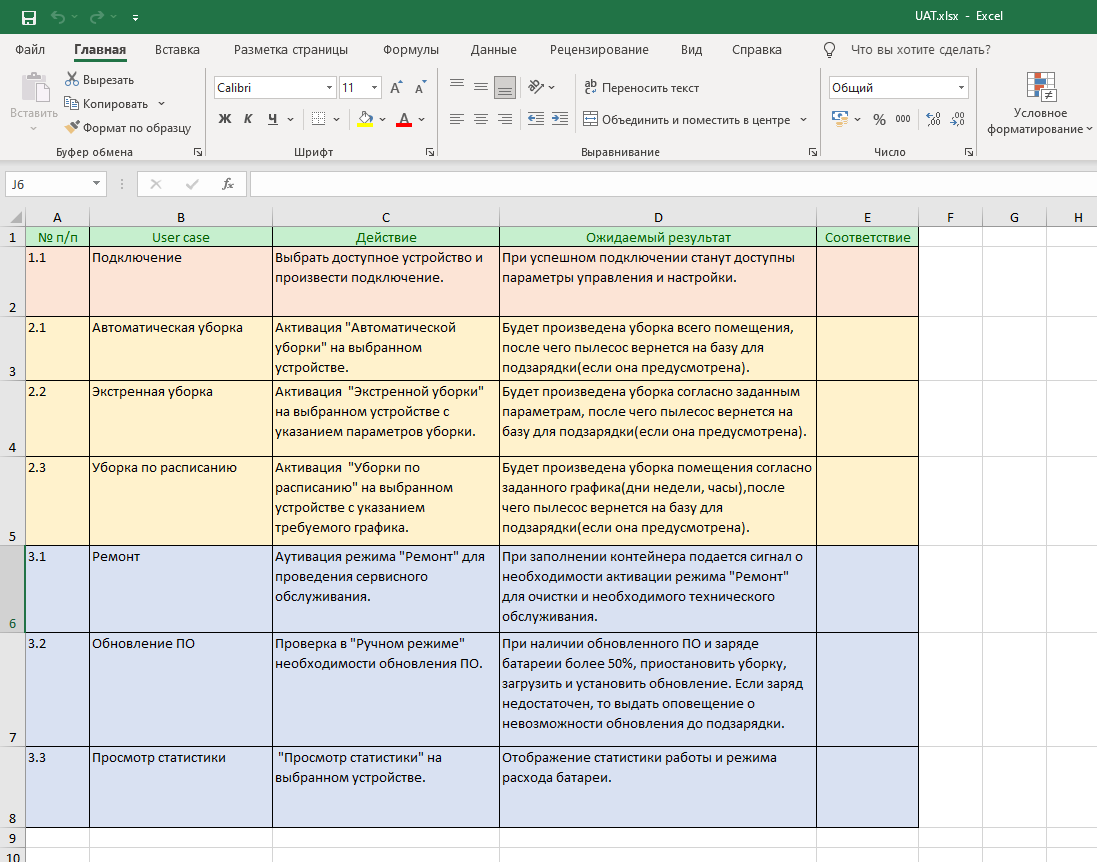 UAT.xlsx - Excel
Файл Главная Вставка Разметка страницы Формулы Данные Рецензирование Вид Справка Что вы хотите сделать?
Вставить
Вырезать
Копировать
Формат по образцу
Буфер обмена
Calibri 11
Ж К Ч
Шрифт
Переносить текст
Объединить и поместить в центре
Выравнивание
Общий
% 000
Число
Условное
форматирование
J6
fx
A B C D E F G H
1 № п/п User case Действие Ожидаемый результат Соответствие
2
1.1
Подключение
Выбрать доступное устройство и
произвести подключение.
При успешном подключении станут доступны
параметры управления и настройки.
3
2.1
Автоматическая уборка
Активация "Автоматической
уборки" на выбранном
устройстве.
Будет произведена уборка всего помещения,
после чего пылесос вернется на базу для
подзарядки(если она предусмотрена).
4
2.2
Экстренная уборка
Активация "Экстренной уборки"
на выбранном устройстве с
указанием параметров уборки.
Будет произведена уборка согласно заданным
параметрам, после чего пылесос вернется на
базу для подзарядки(если она предусмотрена).
5
2.3
Уборка по расписанию
Активация "Уборки по
расписанию" на выбранном
устройстве с указанием
требуемого графика.
Будет произведена уборка помещения согласно
заданного графика(дни недели, часы),после
чего пылесос вернется на базу для
подзарядки(если она предусмотрена).
6
3.1
Ремонт
Аутивация режима "Ремонт" для
проведения сервисного
обслуживания.
При заполнении контейнера подается сигнал о
необходимости активации режима "Ремонт"
для очистки и необходимого технического
обслуживания.
7
3.2
Обновление ПО
Проверка в "Ручном режиме"
необходимости обновления ПО.
При наличии обновленного ПО и заряде
батареии более 50%, приостановить уборку,
загрузить и установить обновление. Если заряд
недостаточен, то выдать оповещение о
невозможности обновления до подзарядки.
8
3.3
Просмотр статистики
"Просмотр статистики" на
выбранном устройстве.
Отображение статистики работы и режима
расхода батареи.
9
10